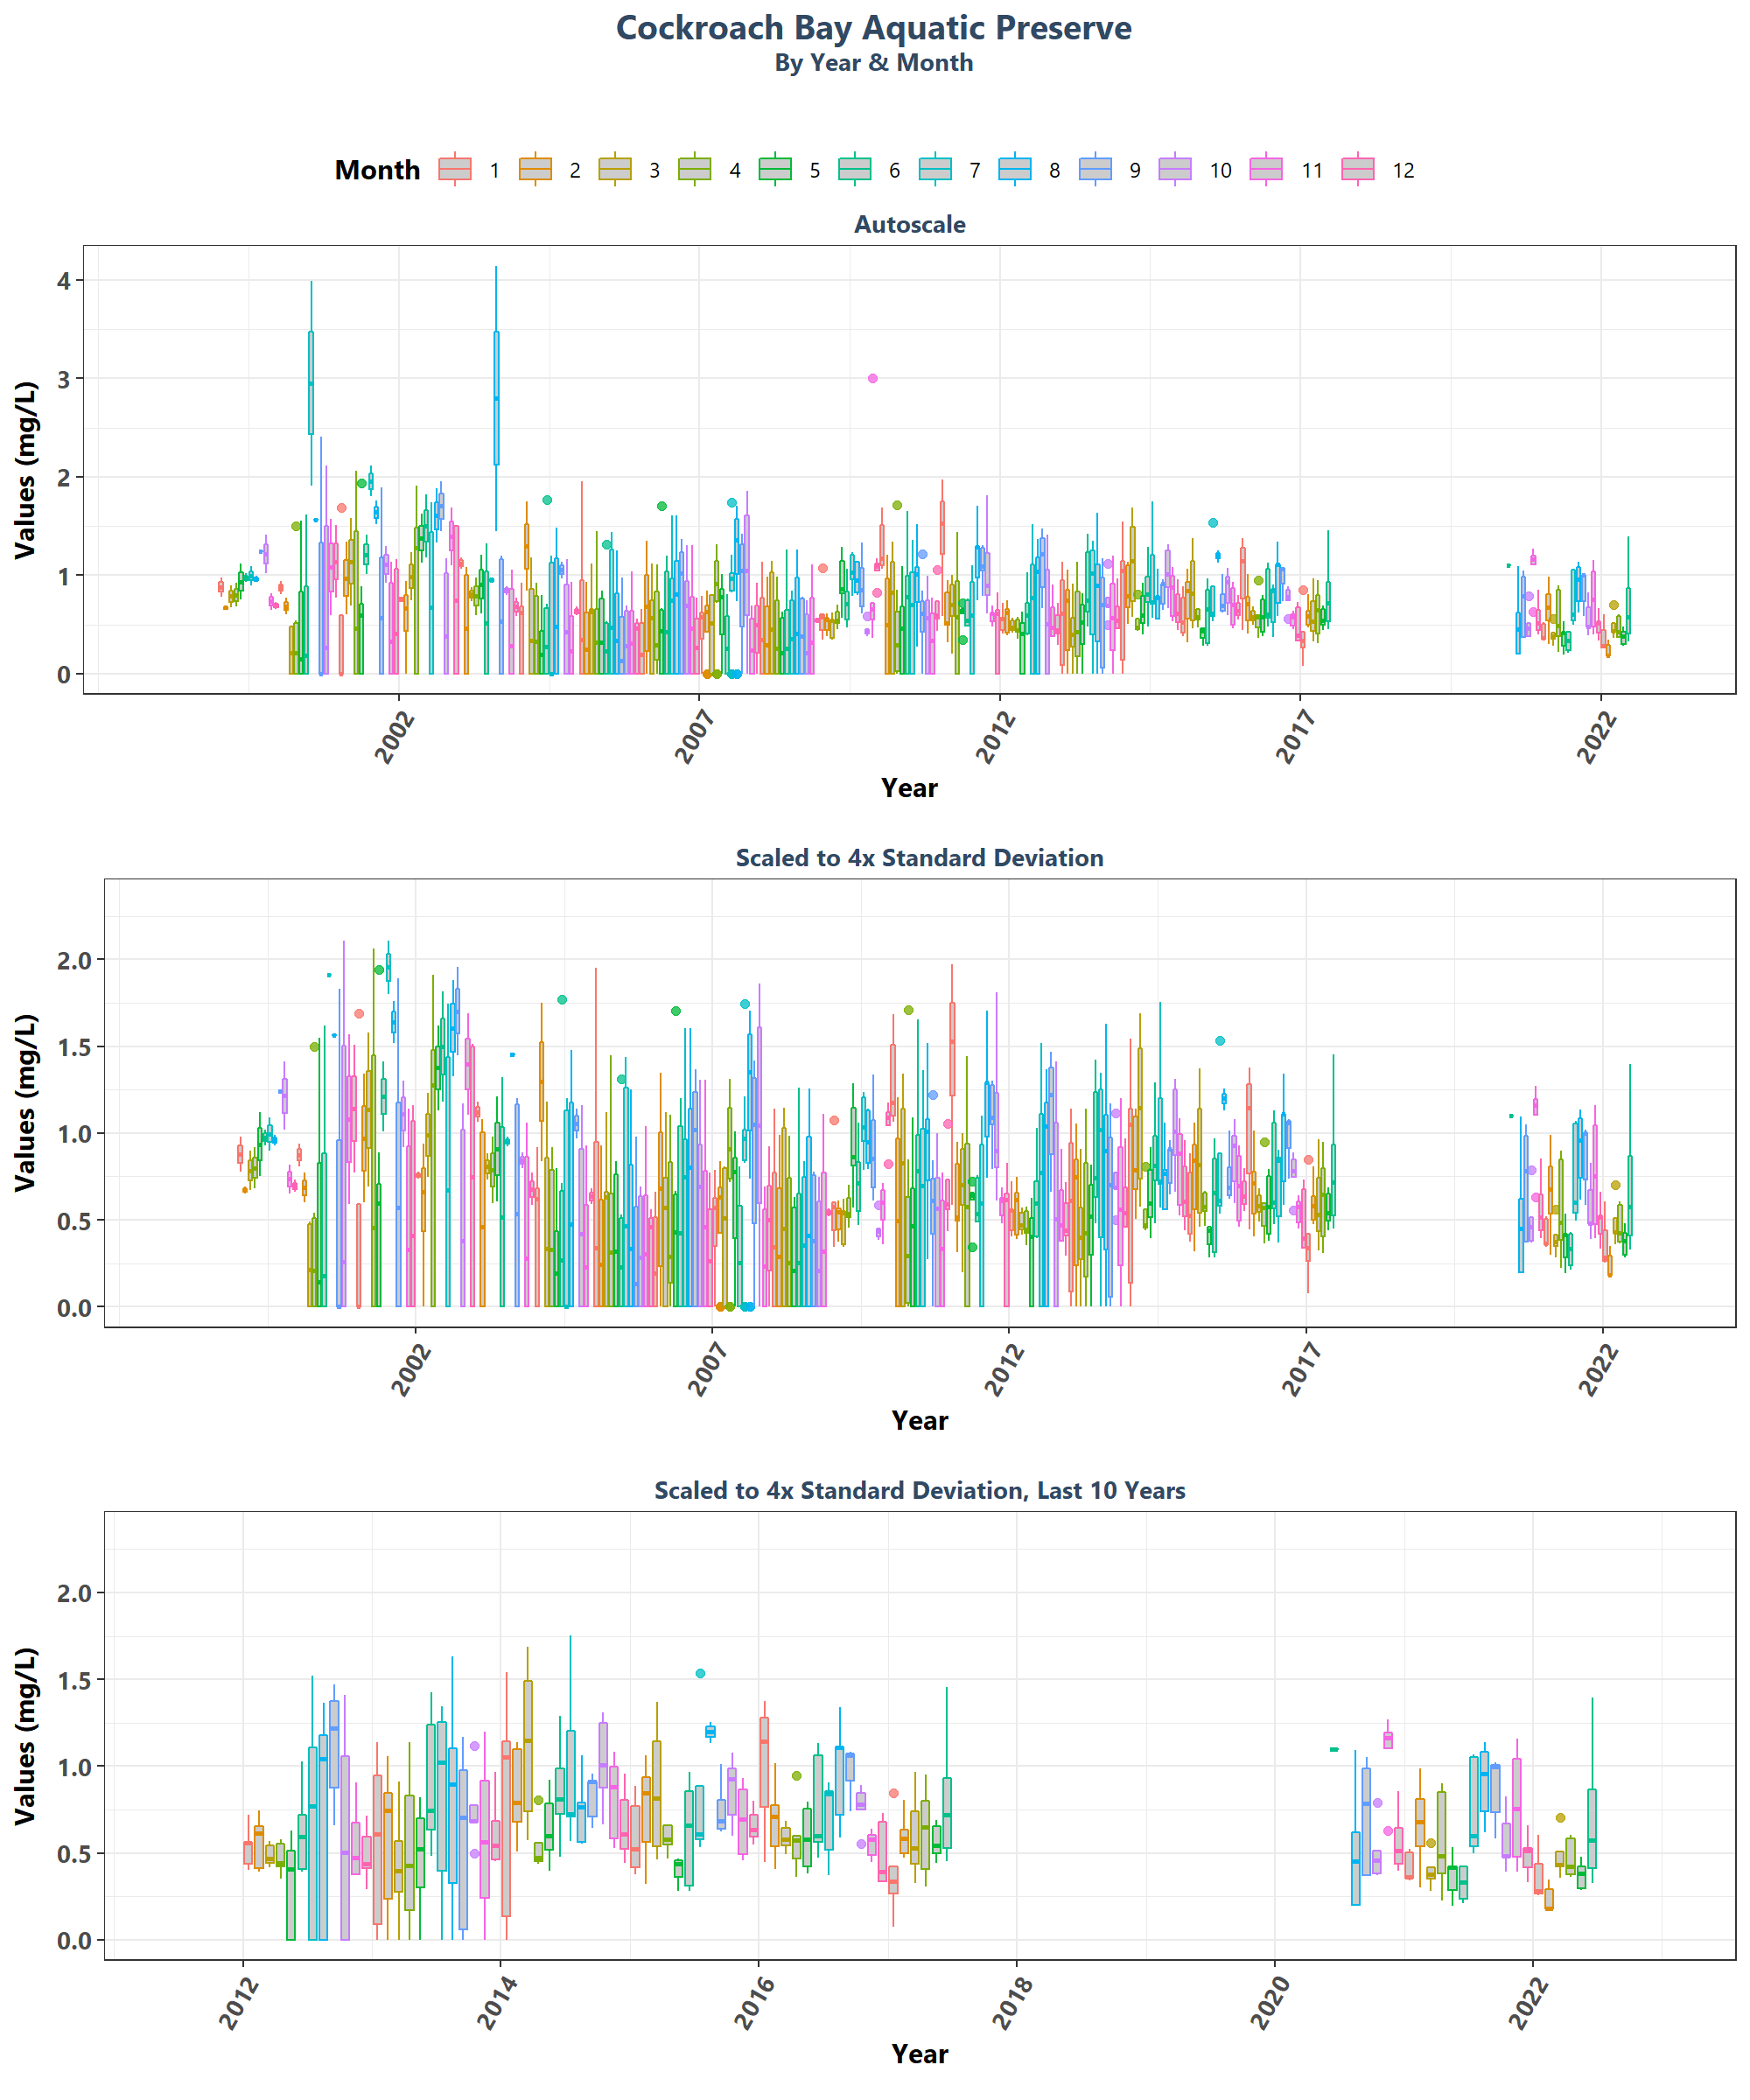 Cockroach Bay Aquatic Preserve
By Year & Month
Month 1 2 3 4 5 6 7 8 9 10 11 12
Autoscale
Values (mg/L)
4
3
2
1
0
2002 2007 2012 2017 2022
Year
Scaled to 4x Standard Deviation
Values (mg/L)
2.0
1.5
1.0
0.5
0.0
2002 2007 2012 2017 2022
Year
Scaled to 4x Standard Deviation, Last 10 Years
Values (mg/L)
2.0
1.5
1.0
0.5
0.0
2012 2014 2016 2018 2020 2022
Year